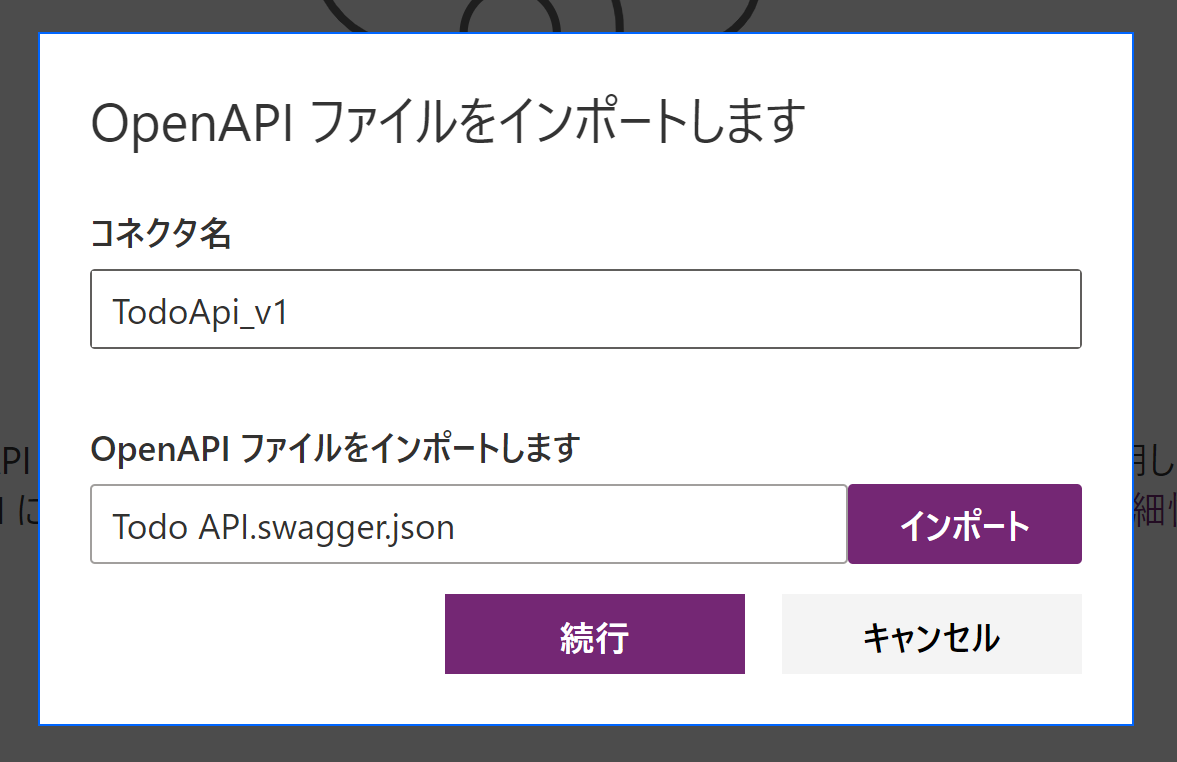 OpenAPI ファイルをインポートします
コネクタ名
TodoApi_v1
OpenAPI ファイルをインポートします
Todo API.swagger.json
インポート
続行
キャンセル